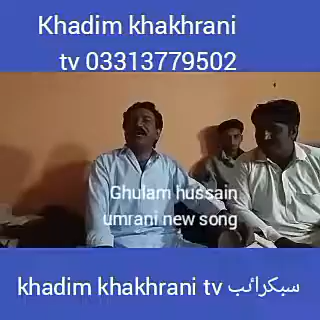 Khadim khakhrani
tv 03313779502
Ghulam hussain
umrani new song
khadim khakhrani tv سبکرائب